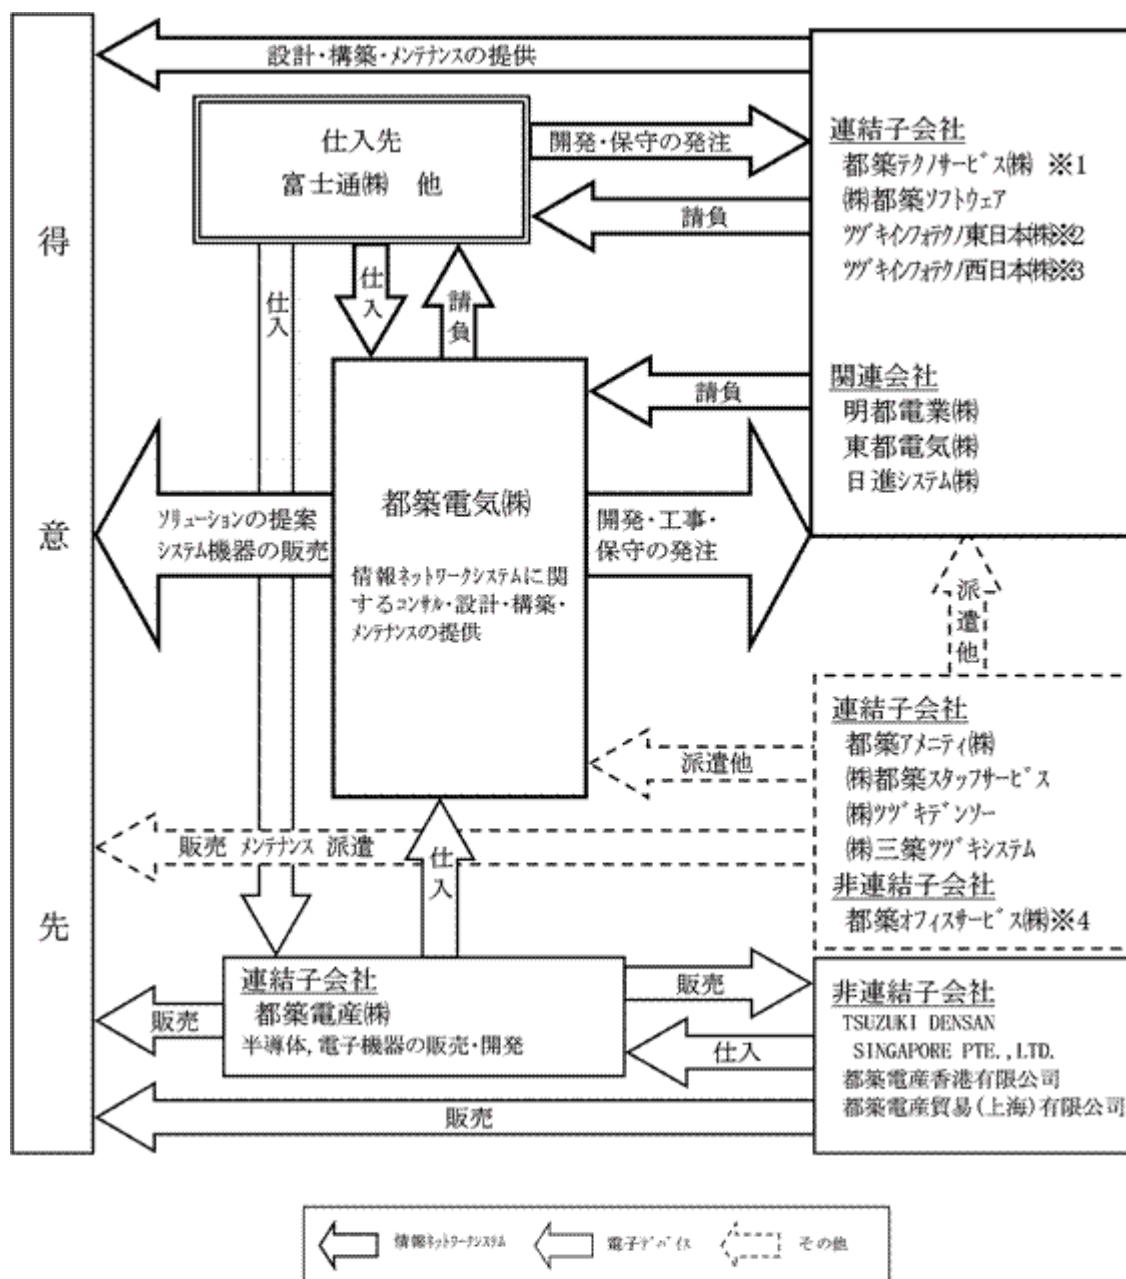 設計・構築・メンテナンスの提供
仕入先
富士通㈱ 他
開発・保守の発注
請負
連結子会社
都築テクノサービス㈱ ※1
㈱都築ソフトウェア
ツヅキインフォテクノ東日本㈱※2
ツヅキインフォテクノ西日本㈱※3
関連会社
明都電業㈱
東都電気㈱
日進システム㈱
得意先
仕入
仕入
請負
請負
都築電気㈱
情報ネットワークシステムに関
するコンサル・設計・構築・
メンテナンスの提供
ソリューションの提案
システム機器の販売
開発・工事・
保守の発注
派遣他
連結子会社
都築アメニティ㈱
㈱都築スタッフサービス
㈱ツヅキデンソー
㈱三築ツヅキシステム
非連結子会社
都築オフィスサービス㈱※4
派遣他
販売 メンテナンス 派遣
仕入
連結子会社
都築電産㈱
半導体,電子機器の販売・開発
販売
販売
仕入
非連結子会社
TSUZUKI DENSAN
SINGAPORE PTE.,LTD.
都築電産香港有限公司
都築電産貿易(上海)有限公司
販売
情報ネットワークシステム
電子デバイス
その他